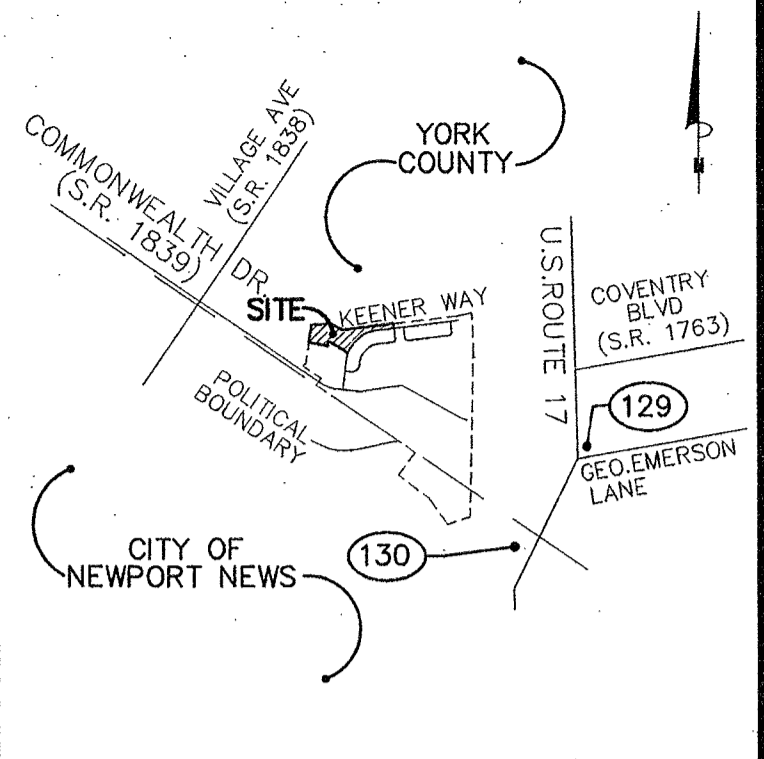 YORK
COUNTY
VILLAGE AVE
(S.R. 1838)
COMMONWEALTH DR.
(S.R. 1839)
SITE
KEENER WAY
U.S.ROUTE 17
COVENTRY
BLVD
(S.R. 1763)
129
GEO.EMERSON
LANE
POLITICAL
BOUNDARY
130
CITY OF
NEWPORT NEWS